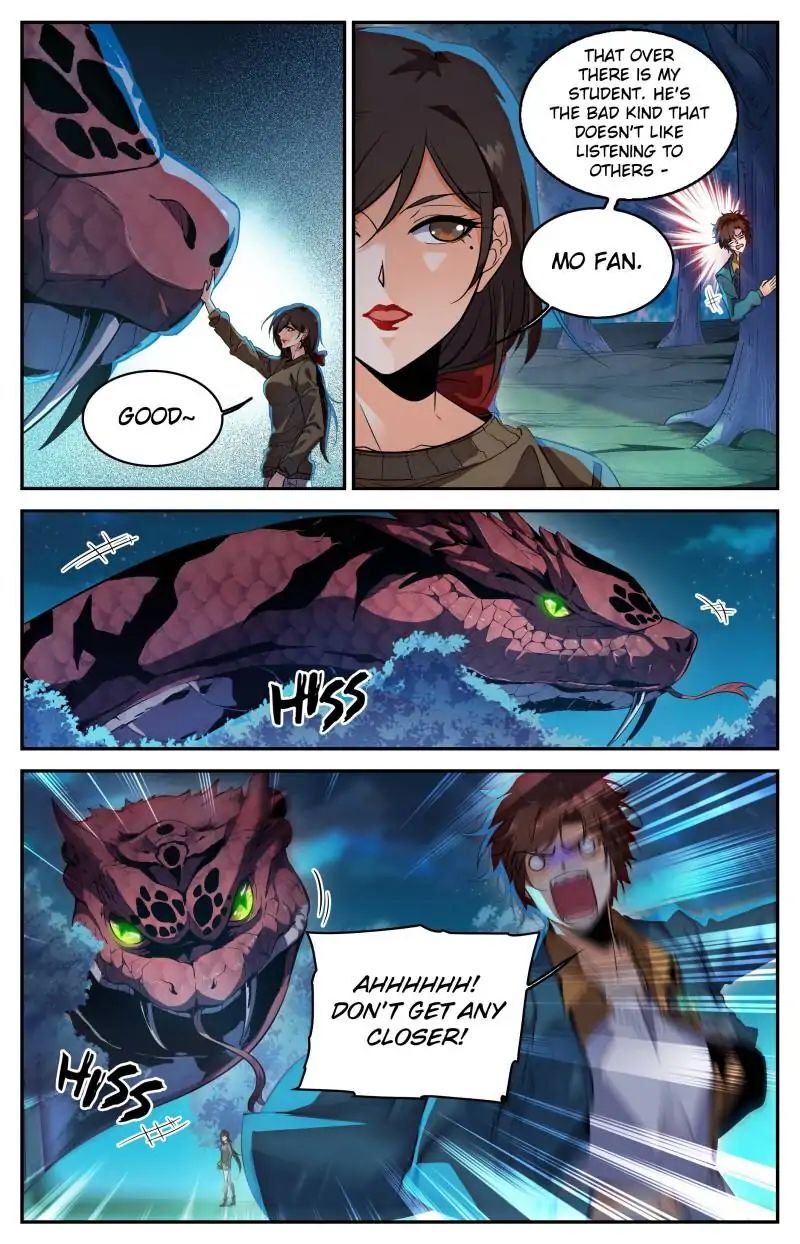 GOOD~
THAT OVER
THERE IS MY
STUDENT. HE'S
THE BAD KIND THAT
DOESN'T LIKE
LISTENING TO
OTHERS -
MO FAN.
HISS
AHHHHHH!
DON'T GET ANY
CLOSER!
HISS